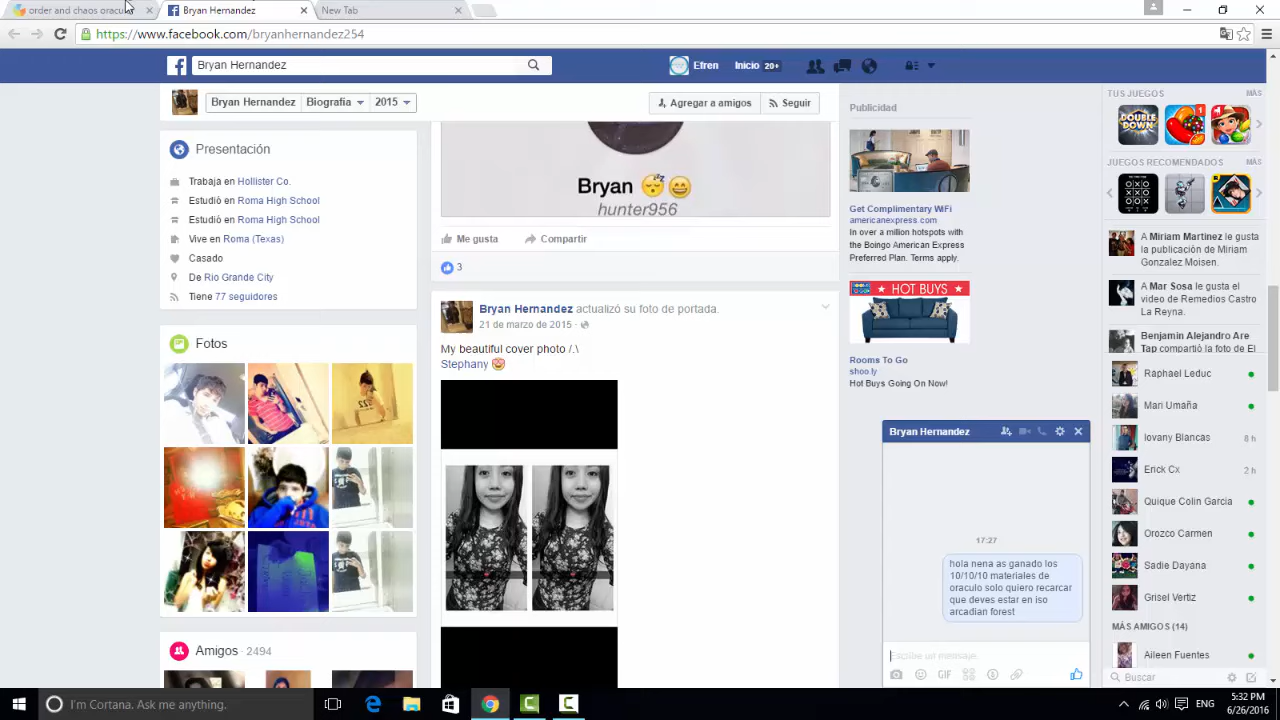 order and chaos oraculo
Bryan Hernandez
New Tab
https://www.facebook.com/bryanhernandez254
Bryan Hernandez
Efren
Inicio 20+
Bryan Hernandez
Biografía
2015
Agregar a amigos
Seguir
Presentación
Trabaja en Hollister Co.
Estudió en Roma High School
Estudió en Roma High School
Vive en Roma (Texas)
Casado
De Rio Grande City
Tiene 77 seguidores
Fotos
Amigos · 2494
Bryan 😴😄
hunter956
Me gusta
Compartir
3
Bryan Hernandez actualizó su foto de portada.
21 de marzo de 2015 ·
My beautiful cover photo /.\
Stephany
Publicidad
Get Complimentary WiFi
americanexpress.com
In over a million hotspots with
the Boingo American Express
Preferred Plan. Terms apply.
HOT BUYS
Rooms To Go
shoo.ly
Hot Buys Going On Now!
Bryan Hernandez
17:27
hola nena as ganado los
10/10/10 materiales de
oraculo solo quiero recarcar
que deves estar en iso
arcadian forest
Escribe un mensaje...
GIF
TUS JUEGOS
MÁS
DOUBLE
DOWN
1
JUEGOS RECOMENDADOS
MÁS
A Miriam Martinez le gusta
la publicación de Miriam
Gonzalez Moisen.
A Mar Sosa le gusta el
video de Remedios Castro
La Reyna.
Benjamin Alejandro Are
Tap compartió la foto de El
Raphael Leduc
Mari Umaña
Iovany Blancas
8 h
Erick Cx
2 h
Quique Colin Garcia
Orozco Carmen
Sadie Dayána
Grisel Vertiz
MÁS AMIGOS (14)
Aileen Fuentes
Buscar
I'm Cortana. Ask me anything.
ENG
5:32 PM
6/26/2016